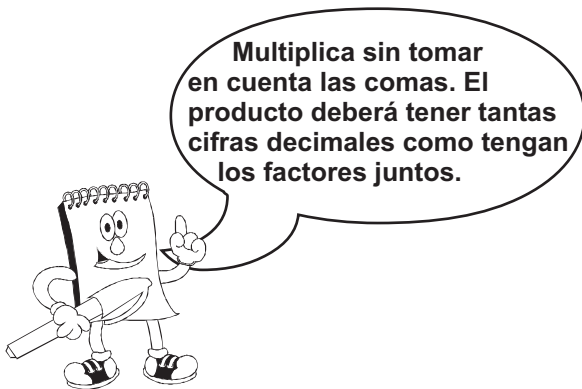 Multiplica sin tomar
en cuenta las comas. El
producto deberá tener tantas
cifras decimales como tengan
los factores juntos.